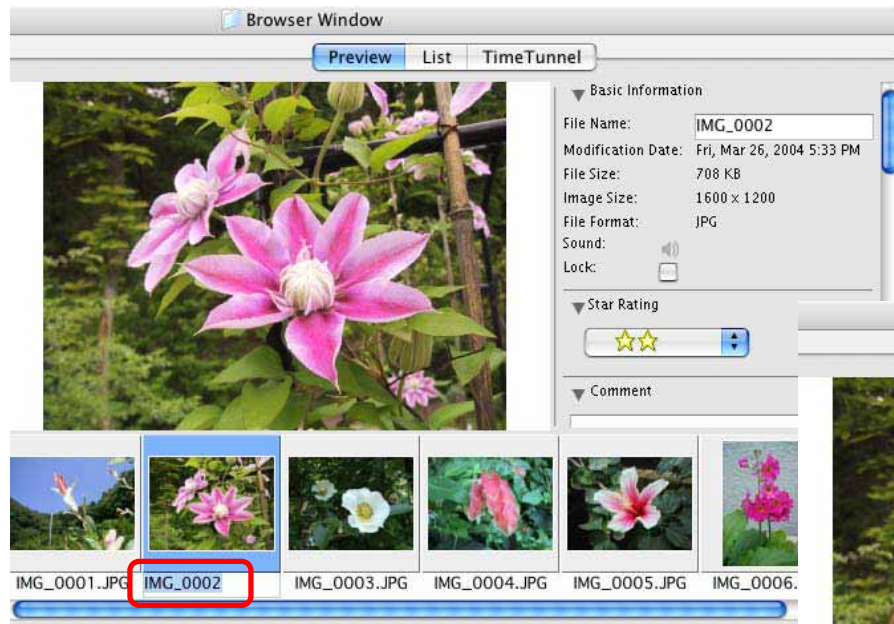 Browser Window
Preview List TimeTunnel
Basic Information
File Name: IMG_0002
Modification Date: Fri, Mar 26, 2004 5:33 PM
File Size: 708 KB
Image Size: 1600 x 1200
File Format: JPG
Sound:
Lock:
Star Rating
Comment
IMG_0001.JPG IMG_0002 IMG_0003.JPG IMG_0004.JPG IMG_0005.JPG IMG_0006.